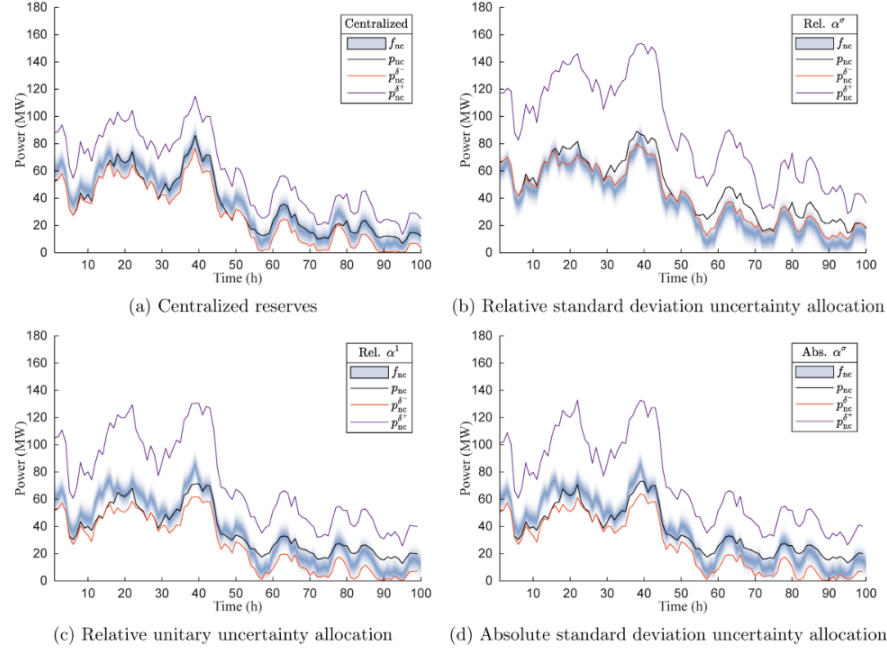 Centralized
f_nc
p_nc
p_nc^δ−
p_nc^δ+
Power (MW)
180
160
140
120
100
80
60
40
20
0
10 20 30 40 50 60 70 80 90 100
Time (h)
(a) Centralized reserves
Rel. α^σ
f_nc
p_nc
p_nc^δ−
p_nc^δ+
Power (MW)
180
160
140
120
100
80
60
40
20
0
10 20 30 40 50 60 70 80 90 100
Time (h)
(b) Relative standard deviation uncertainty allocation
Rel. α^1
f_nc
p_nc
p_nc^δ−
p_nc^δ+
Power (MW)
180
160
140
120
100
80
60
40
20
0
10 20 30 40 50 60 70 80 90 100
Time (h)
(c) Relative unitary uncertainty allocation
Abs. α^σ
f_nc
p_nc
p_nc^δ−
p_nc^δ+
Power (MW)
180
160
140
120
100
80
60
40
20
0
10 20 30 40 50 60 70 80 90 100
Time (h)
(d) Absolute standard deviation uncertainty allocation